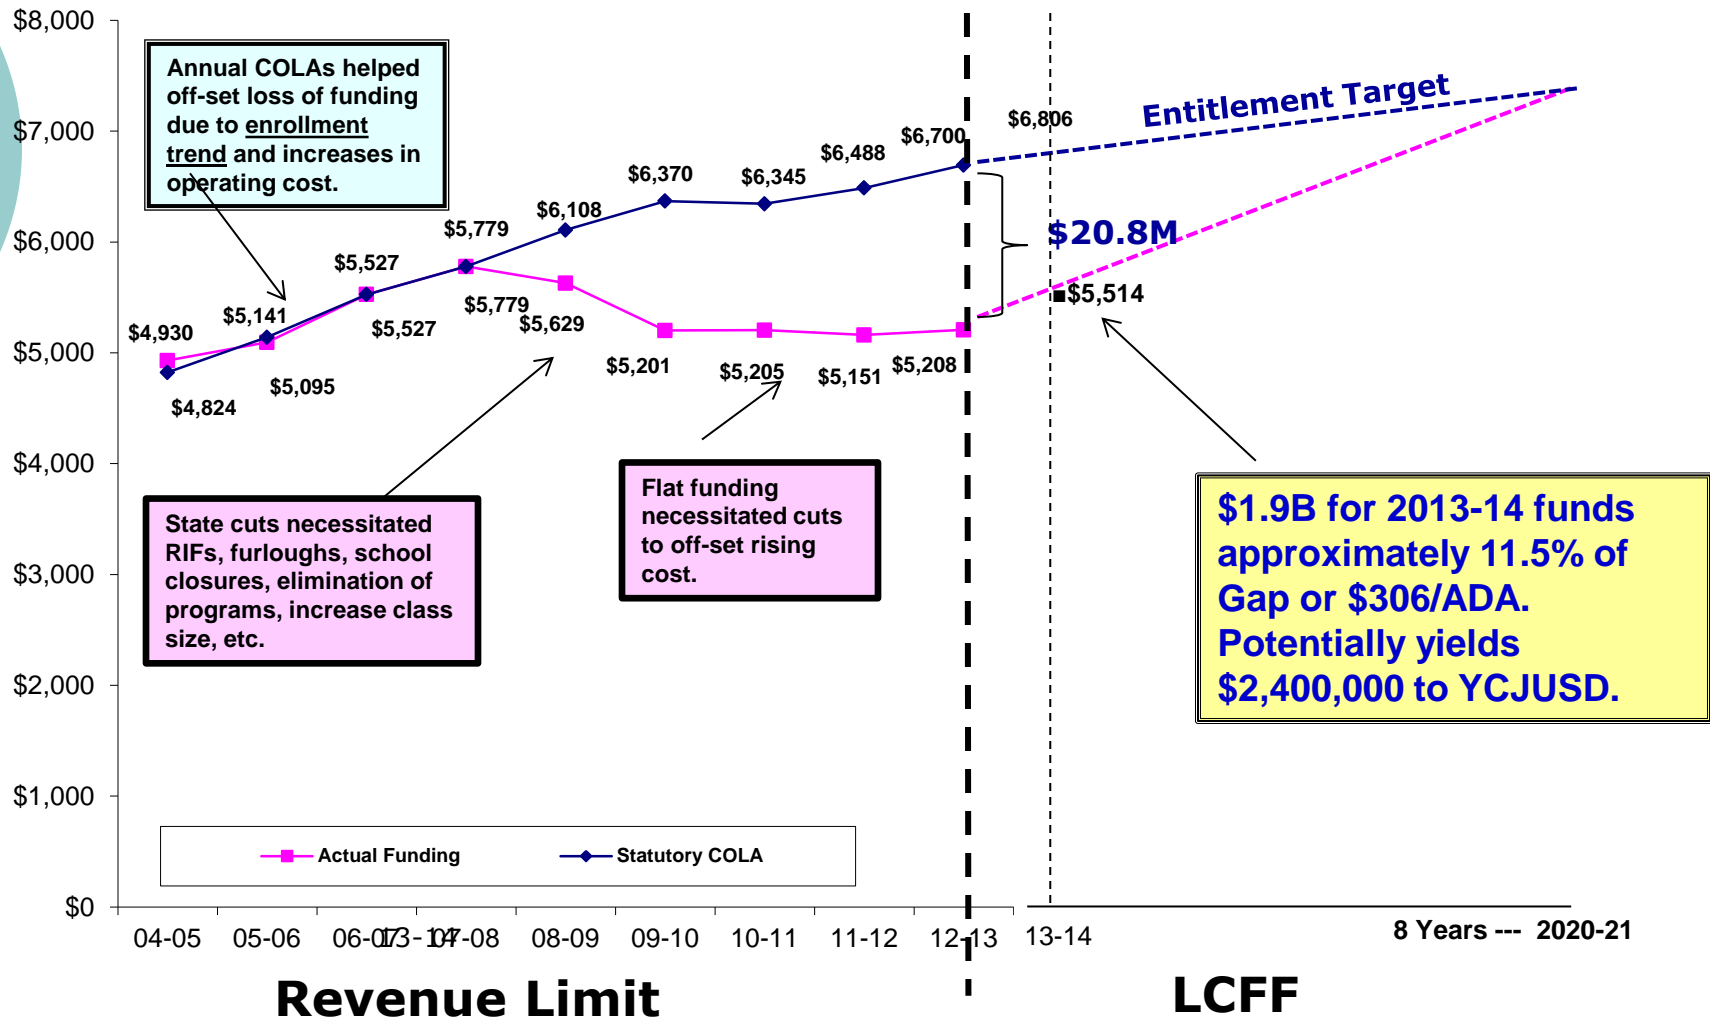 $8,000
$7,000
$6,000
$5,000
$4,000
$3,000
$2,000
$1,000
$0
Annual COLAs helped
off-set loss of funding
due to enrollment
trend and increases in
operating cost.
Entitlement Target
$4,930
$5,141
$5,527
$5,779
$6,108
$6,370
$6,345
$6,488
$6,700
$6,806
$4,824
$5,095
$5,527
$5,779
$5,629
$5,201
$5,205
$5,151
$5,208
$20.8M
$5,514
State cuts necessitated
RIFs, furloughs, school
closures, elimination of
programs, increase class
size, etc.
Flat funding
necessitated cuts
to off-set rising
cost.
$1.9B for 2013-14 funds
approximately 11.5% of
Gap or $306/ADA.
Potentially yields
$2,400,000 to YCJUSD.
Actual Funding
Statutory COLA
04-05
05-06
06-07
13-14
07-08
08-09
09-10
10-11
11-12
12-13
13-14
8 Years --- 2020-21
Revenue Limit
LCFF